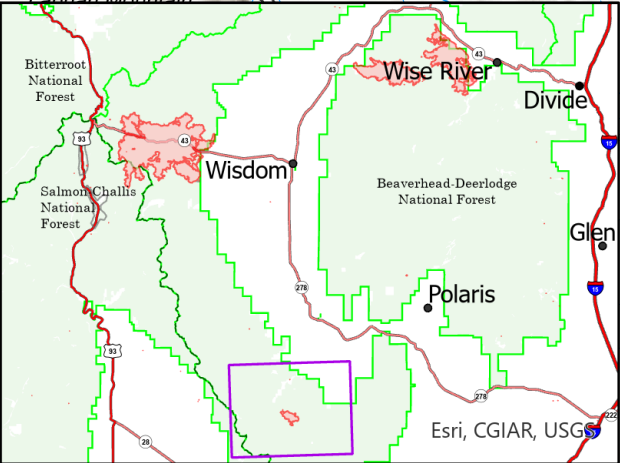 43
Bitterroot
National
Forest
43
Wise River
Divide
93
43
15
Wisdom
Salmon-Challis
National
Forest
Beaverhead-Deerlodge
National Forest
Glen
278
Polaris
15
93
278
222
28
Esri, CGIAR, USGS